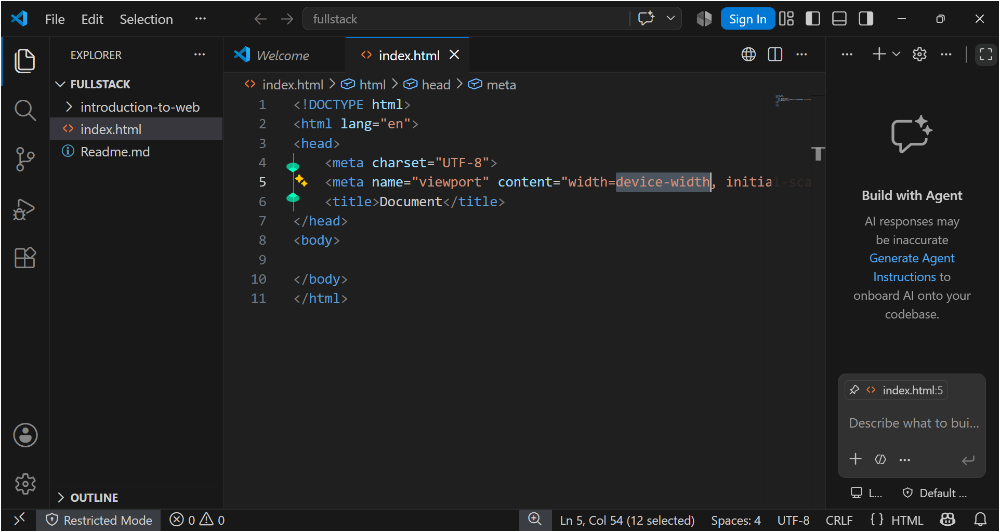 File Edit Selection ··· fullstack Sign In
EXPLORER ···
FULLSTACK
introduction-to-web
index.html
Readme.md
OUTLINE
Welcome index.html
index.html > html > head > meta
1 <!DOCTYPE html>
2 <html lang="en">
3 <head>
4 <meta charset="UTF-8">
5 <meta name="viewport" content="width=device-width, initial-sca
6 <title>Document</title>
7 </head>
8 <body>
9
10 </body>
11 </html>
Build with Agent
AI responses may
be inaccurate
Generate Agent
Instructions to
onboard AI onto your
codebase.
index.html:5
Describe what to bui...
L... Default ...
Restricted Mode 0 0 Ln 5, Col 54 (12 selected) Spaces: 4 UTF-8 CRLF {} HTML